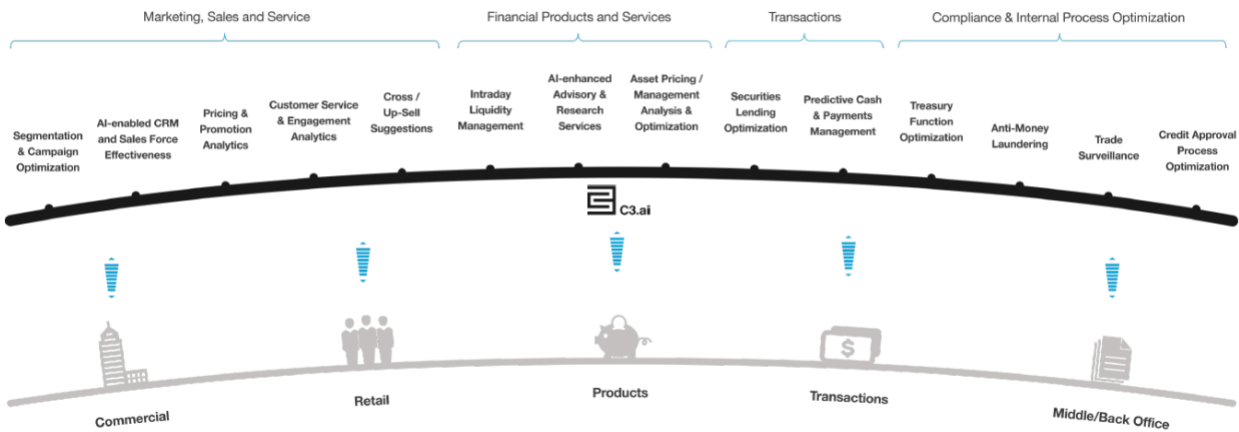 Marketing, Sales and Service
Financial Products and Services
Transactions
Compliance & Internal Process Optimization
Segmentation
& Campaign
Optimization
AI-enabled CRM
and Sales Force
Effectiveness
Pricing &
Promotion
Analytics
Customer Service
& Engagement
Analytics
Cross /
Up-Sell
Suggestions
Intraday
Liquidity
Management
AI-enhanced
Advisory &
Research
Services
Asset Pricing /
Management
Analysis &
Optimization
Securities
Lending
Optimization
Predictive Cash
& Payments
Management
Treasury
Function
Optimization
Anti-Money
Laundering
Trade
Surveillance
Credit Approval
Process
Optimization
C3.ai
$
Commercial
Retail
Products
Transactions
Middle/Back Office